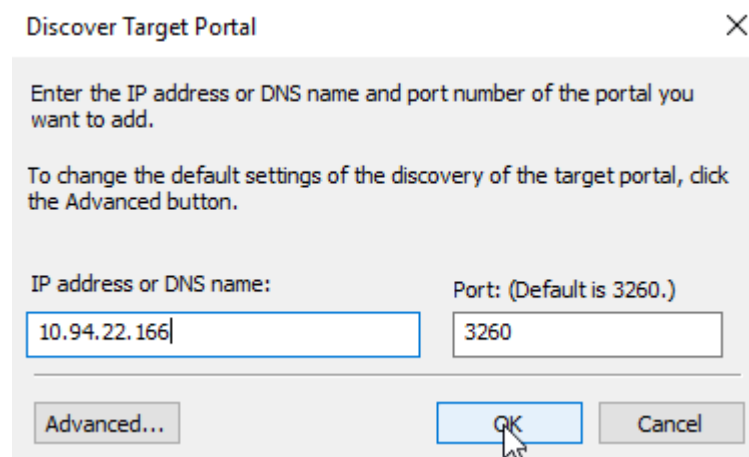 Discover Target Portal
Enter the IP address or DNS name and port number of the portal you
want to add.
To change the default settings of the discovery of the target portal, click
the Advanced button.
IP address or DNS name:
Port: (Default is 3260.)
10.94.22.166
3260
Advanced...
OK
Cancel